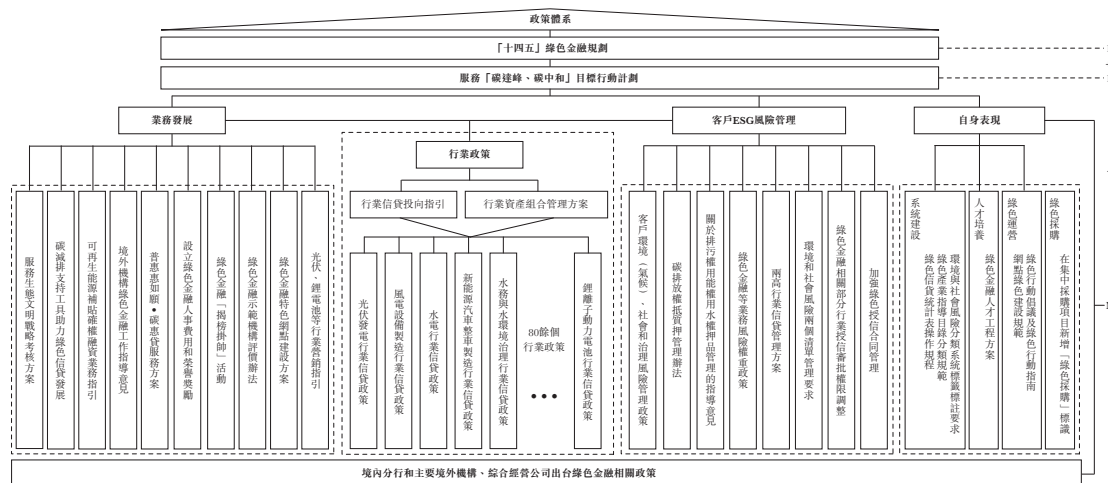 政策體系
「十四五」綠色金融規劃
服務「碳達峰、碳中和」目標行動計劃
業務發展
客戶ESG風險管理
自身表現
行業政策
行業信貸投向指引
行業資產組合管理方案
服務生態文明戰略考核方案
碳減排支持工具助力綠色信貸發展
可再生能源補貼確權融資業務指引
境外機構綠色金融工作指導意見
普惠惠如願•碳惠貸服務方案
設立綠色金融人事費用和榮譽獎勵
綠色金融「揭榜掛帥」活動
綠色金融示範機構評價辦法
綠色金融特色網點建設方案
光伏、鋰電池等行業營銷指引
光伏發電行業信貸政策
風電設備製造行業信貸政策
水電行業信貸政策
新能源汽車整車製造行業信貸政策
水務與水環境治理行業信貸政策
80餘個
行業政策
•••
鋰離子動力電池行業信貸政策
客戶環境（氣候）、社會和治理風險管理政策
碳排放權抵質押管理辦法
關於排污權用能權用水權押品管理的指導意見
綠色金融等業務風險權重政策
兩高行業信貸管理方案
環境和社會風險兩個清單管理要求
綠色金融相關部分行業授信審批權限調整
加強綠色授信合同管理
系統建設
環境與社會風險分類系統標籤標註要求
綠色產業指導目錄分類規範
綠色信貸統計表操作規程
人才培養
綠色金融人才工程方案
綠色運營
綠色行動倡議及綠色行動指南
網點綠色建設規範
綠色採購
在集中採購項目新增「綠色採購」標識
境內分行和主要境外機構、綜合經營公司出台綠色金融相關政策